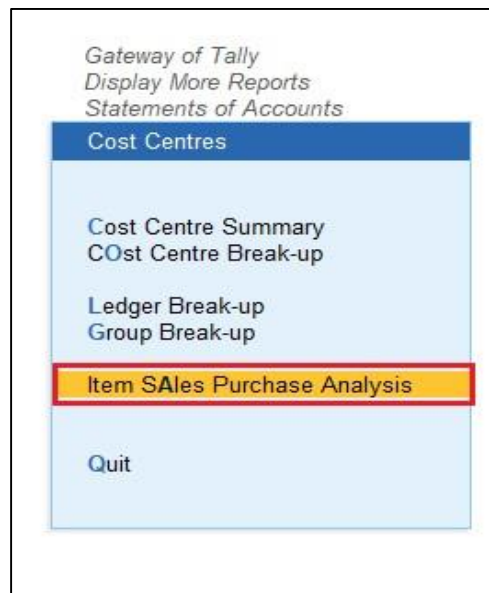 Gateway of Tally
Display More Reports
Statements of Accounts
Cost Centres
Cost Centre Summary
COst Centre Break-up
Ledger Break-up
Group Break-up
Item SAles Purchase Analysis
Quit